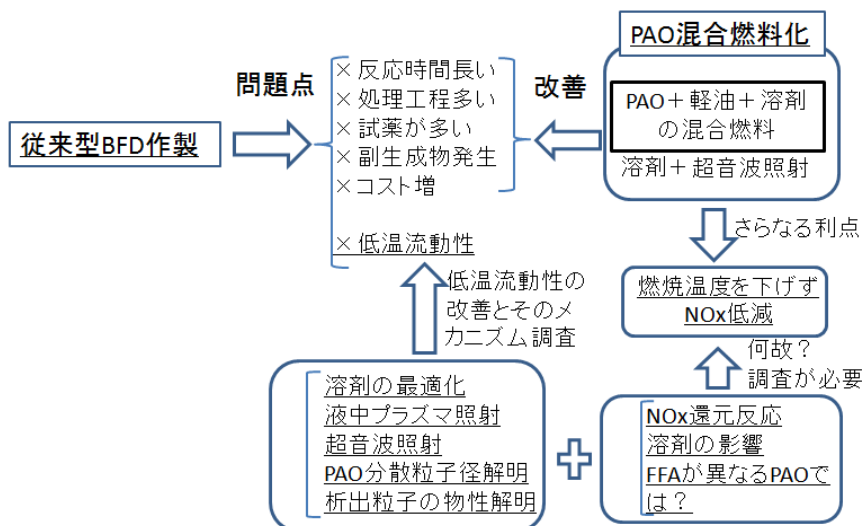 従来型BFD作製
問題点
× 反応時間長い
× 処理工程多い
× 試薬が多い
× 副生成物発生
× コスト増
× 低温流動性
改善
PAO混合燃料化
PAO＋軽油＋溶剤
の混合燃料
溶剤＋超音波照射
さらなる利点
燃焼温度を下げず
NOx低減
低温流動性の
改善とそのメ
カニズム調査
何故？
調査が必要
溶剤の最適化
液中プラズマ照射
超音波照射
PAO分散粒子径解明
析出粒子の物性解明
NOx還元反応
溶剤の影響
FFAが異なるPAOで
は？